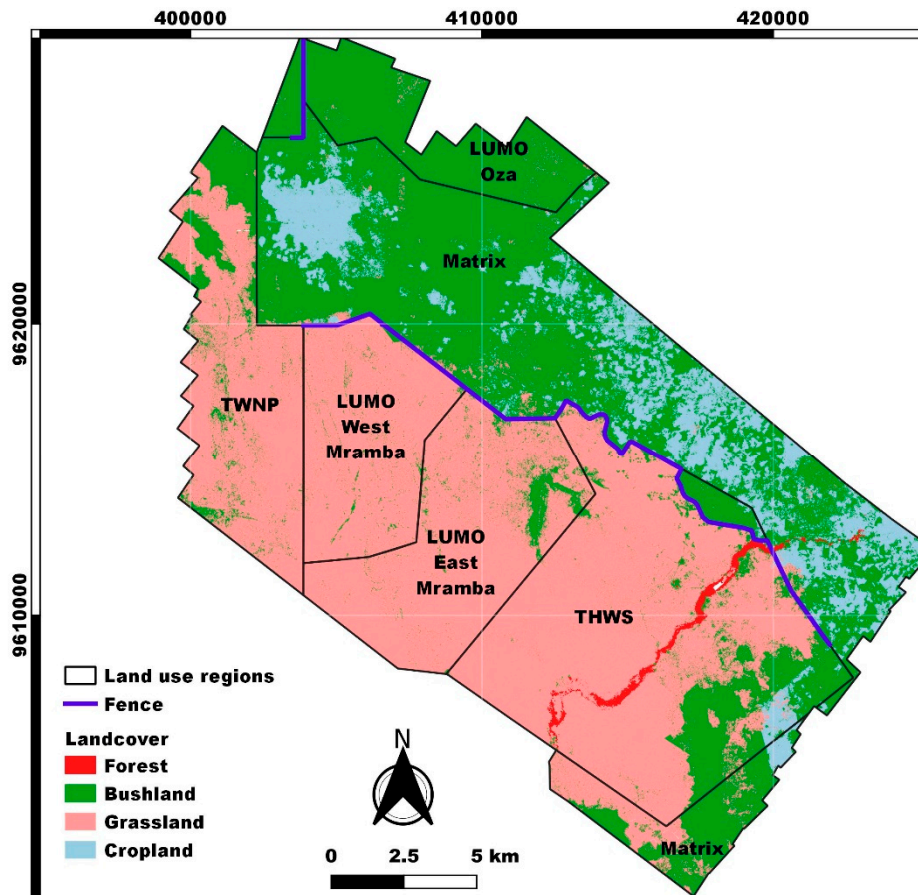 400000 410000 420000
LUMO
Oza
Matrix
9620000
TWNP
LUMO
West
Mramba
LUMO
East
Mramba
9610000
THWS
Land use regions
Fence
Landcover
Forest
Bushland
Grassland
Cropland
N
0 2.5 5 km
Matrix